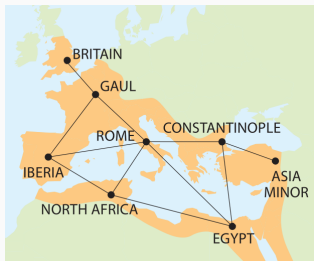 BRITAIN
GAUL
ROME
CONSTANTINOPLE
IBERIA
ASIA
MINOR
NORTH AFRICA
EGYPT